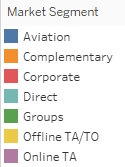 Market Segment
Aviation
Complementary
Corporate
Direct
Groups
Offline TA/TO
Online TA